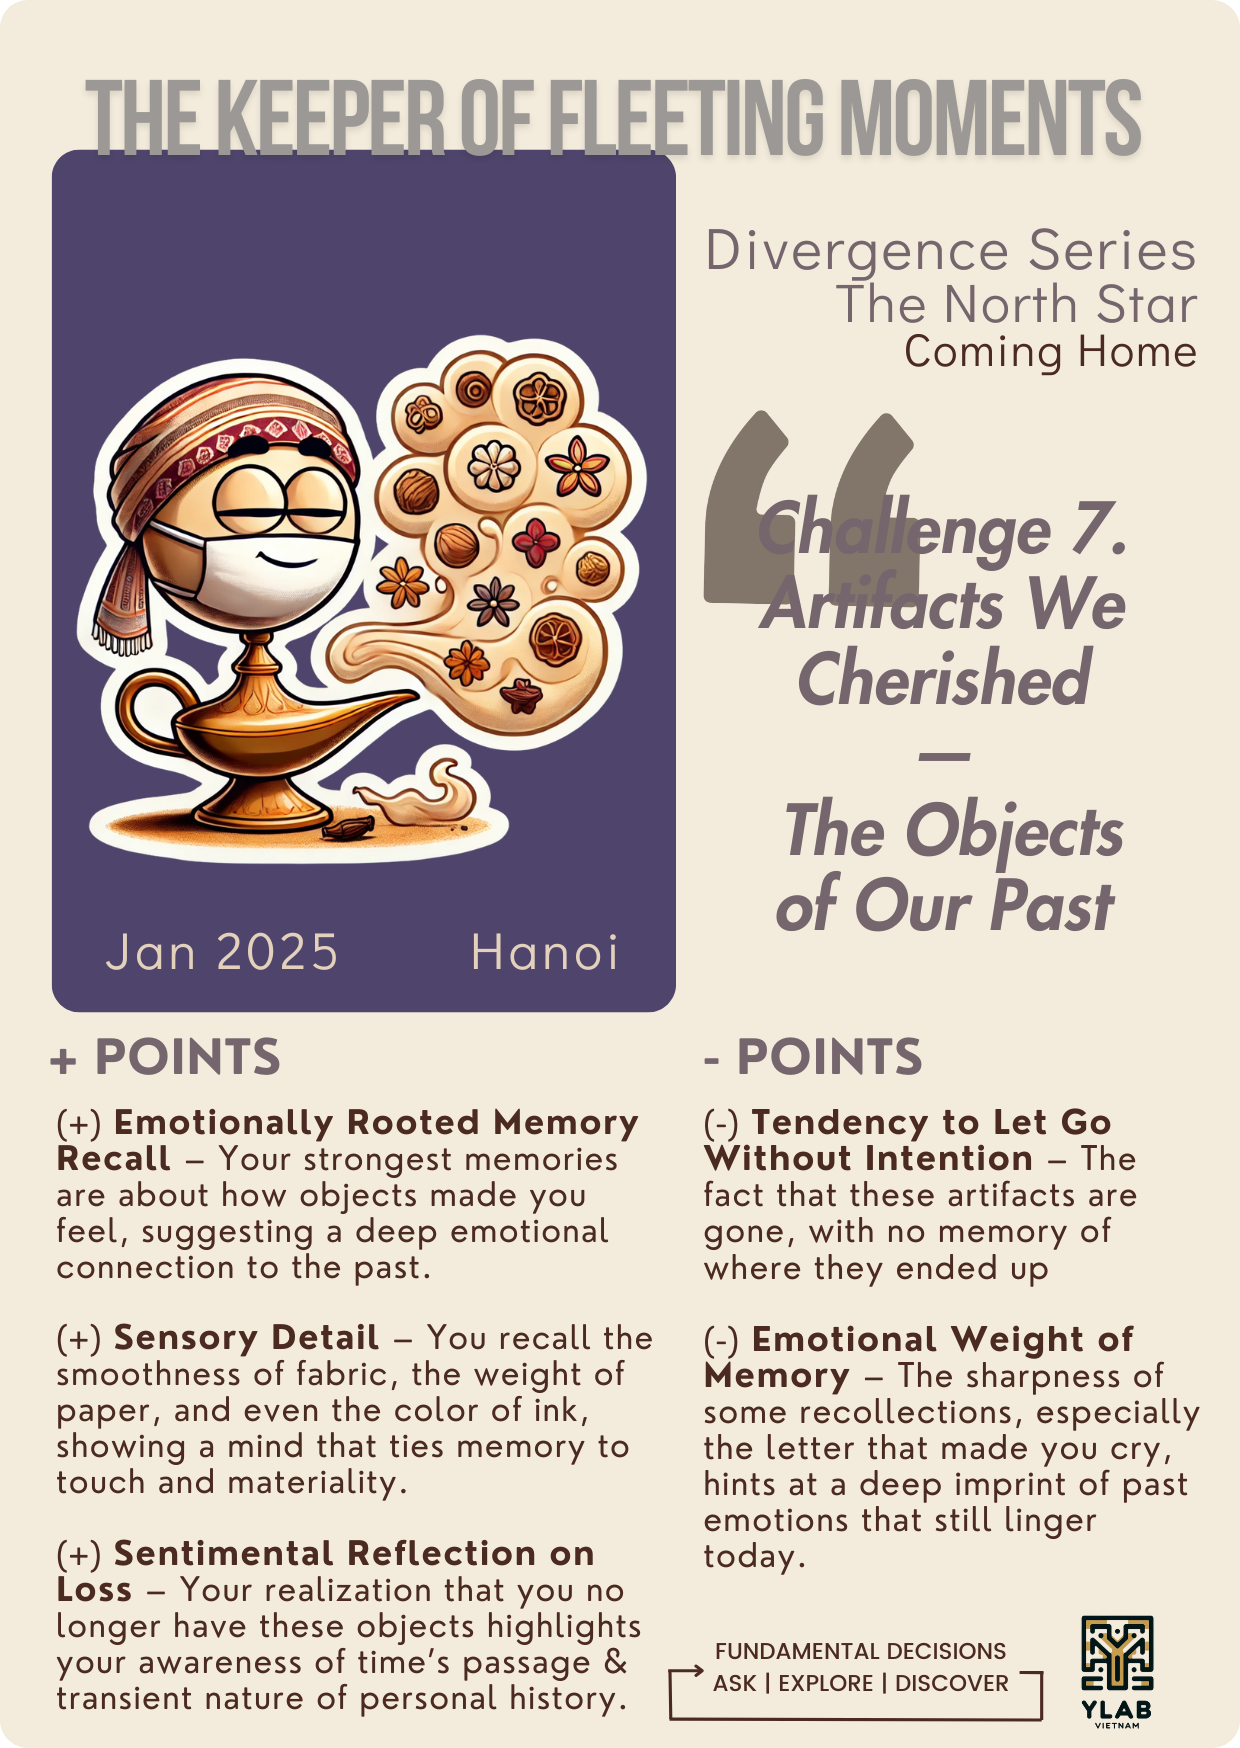 THE KEEPER OF FLEETING MOMENTS
Divergence Series
The North Star
Coming Home
Challenge 7.
Artifacts We
Cherished
—
The Objects
of Our Past
Jan 2025 Hanoi
+ POINTS
(+) Emotionally Rooted Memory
Recall – Your strongest memories
are about how objects made you
feel, suggesting a deep emotional
connection to the past.
(+) Sensory Detail – You recall the
smoothness of fabric, the weight of
paper, and even the color of ink,
showing a mind that ties memory to
touch and materiality.
(+) Sentimental Reflection on
Loss – Your realization that you no
longer have these objects highlights
your awareness of time's passage &
transient nature of personal history.
- POINTS
(-) Tendency to Let Go
Without Intention – The
fact that these artifacts are
gone, with no memory of
where they ended up
(-) Emotional Weight of
Memory – The sharpness of
some recollections, especially
the letter that made you cry,
hints at a deep imprint of past
emotions that still linger
today.
FUNDAMENTAL DECISIONS
ASK | EXPLORE | DISCOVER
YLAB
VIETNAM